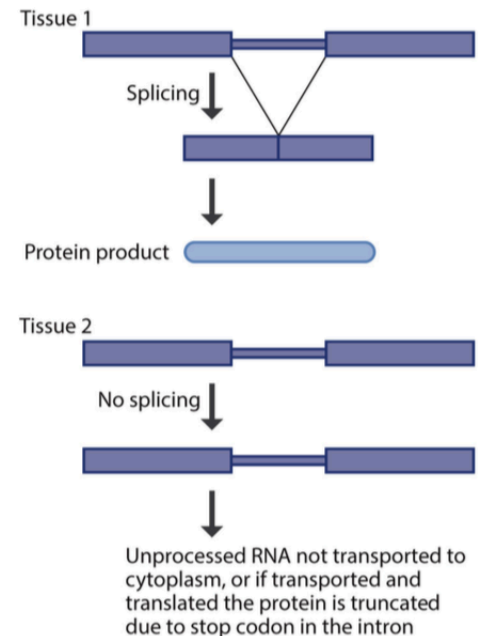 Tissue 1
Splicing
Protein product
Tissue 2
No splicing
Unprocessed RNA not transported to
cytoplasm, or if transported and
translated the protein is truncated
due to stop codon in the intron